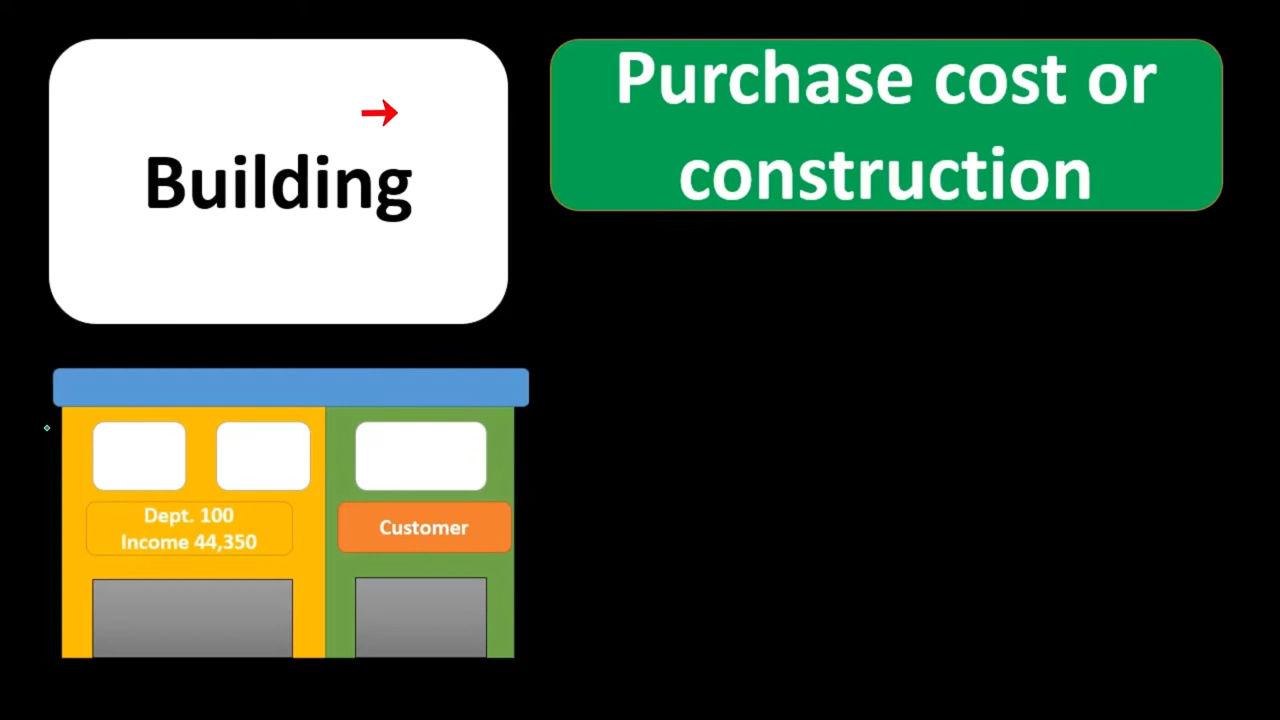 Building
Purchase cost or
construction
Dept. 100
Income 44,350
Customer